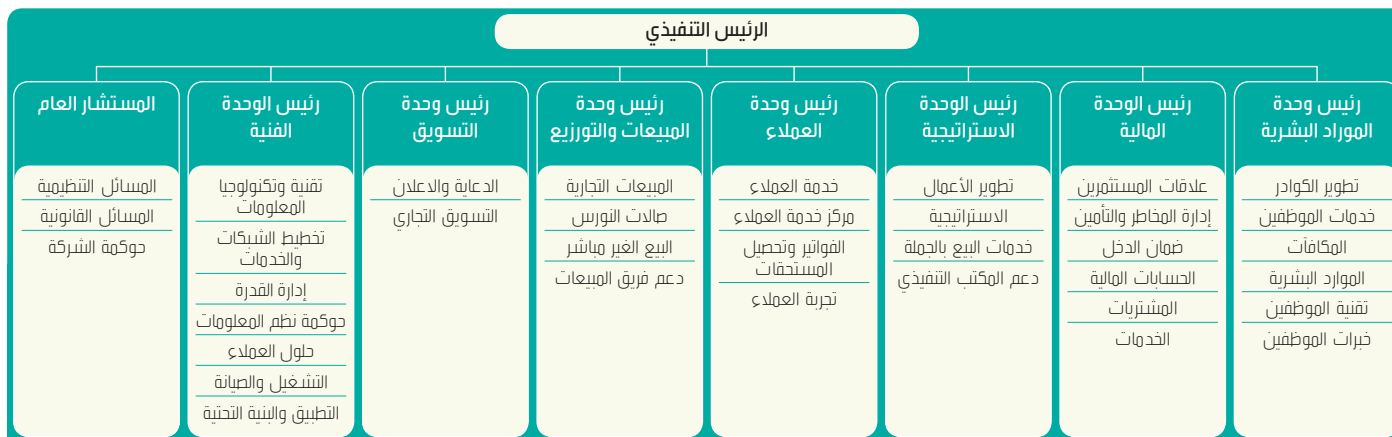 الرئيس التنفيذي
رئيس وحدة
الموراد البشرية
تطوير الكوادر
خدمات الموظفين
المكافآت
الموارد البشرية
تقنية الموظفين
خبرات الموظفين
رئيس الوحدة
المالية
علاقات المستثمرين
إدارة المخاطر والتأمين
ضمان الدخل
الحسابات المالية
المشتريات
الخدمات
رئيس الوحدة
الاستراتيجية
تطوير الأعمال
الاستراتيجية
خدمات البيع بالجملة
دعم المكتب التنفيذي
رئيس وحدة
العملاء
خدمة العملاء
مركز خدمة العملاء
الفواتير وتحصيل
المستحقات
تجربة العملاء
رئيس وحدة
المبيعات والتورزيع
المبيعات التجارية
صالات النورس
البيع الغير مباشر
دعم فريق المبيعات
رئيس وحدة
التسويق
الدعاية والاعلان
التسويق التجاري
رئيس الوحدة
الفنية
تقنية وتكنولوجيا
المعلومات
تخطيط الشبكات
والخدمات
إدارة القدرة
حوكمة نظم المعلومات
حلول العملاء
التشغيل والصيانة
التطبيق والبنية التحتية
المستشار العام
المسائل التنظيمية
المسائل القانونية
حوكمة الشركة